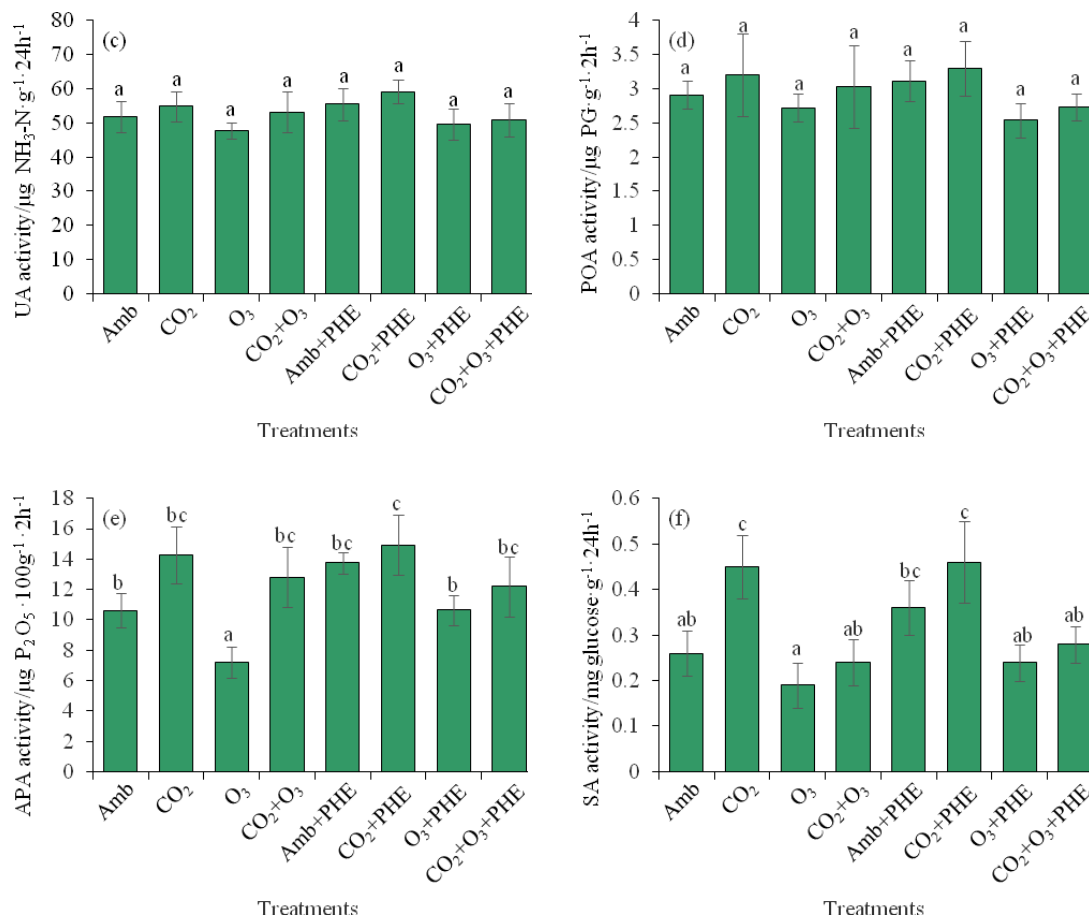 (c)
UA activity/µg NH₃-N·g⁻¹·24h⁻¹
80
70
60
50
40
30
20
10
0
a
a
a
a
a
a
a
a
Amb
CO₂
O₃
CO₂+O₃
Amb+PHE
CO₂+PHE
O₃+PHE
CO₂+O₃+PHE
Treatments
(d)
POA activity/µg PG·g⁻¹·2h⁻¹
4
3.5
3
2.5
2
1.5
1
0.5
0
a
a
a
a
a
a
a
a
Amb
CO₂
O₃
CO₂+O₃
Amb+PHE
CO₂+PHE
O₃+PHE
CO₂+O₃+PHE
Treatments
(e)
APA activity/µg P₂O₅·100g⁻¹·2h⁻¹
18
16
14
12
10
8
6
4
2
0
b
bc
a
bc
bc
c
b
bc
Amb
CO₂
O₃
CO₂+O₃
Amb+PHE
CO₂+PHE
O₃+PHE
CO₂+O₃+PHE
Treatments
(f)
SA activity/mg glucose·g⁻¹·24h⁻¹
0.6
0.5
0.4
0.3
0.2
0.1
0
ab
c
a
ab
bc
c
ab
ab
Amb
CO₂
O₃
CO₂+O₃
Amb+PHE
CO₂+PHE
O₃+PHE
CO₂+O₃+PHE
Treatments